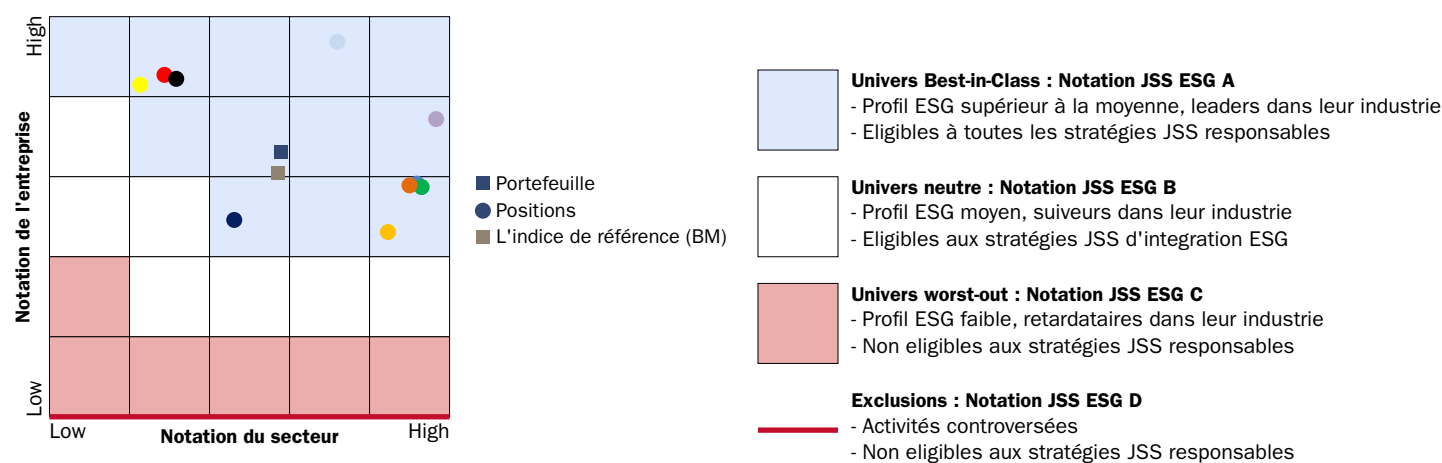 High
Notation de l'entreprise
Low
Low
Notation du secteur
High
Portefeuille
Positions
L'indice de référence (BM)
Univers Best-in-Class : Notation JSS ESG A
- Profil ESG supérieur à la moyenne, leaders dans leur industrie
- Eligibles à toutes les stratégies JSS responsables
Univers neutre : Notation JSS ESG B
- Profil ESG moyen, suiveurs dans leur industrie
- Eligibles aux stratégies JSS d'integration ESG
Univers worst-out : Notation JSS ESG C
- Profil ESG faible, retardataires dans leur industrie
- Non eligibles aux stratégies JSS responsables
Exclusions : Notation JSS ESG D
- Activités controversées
- Non eligibles aux stratégies JSS responsables